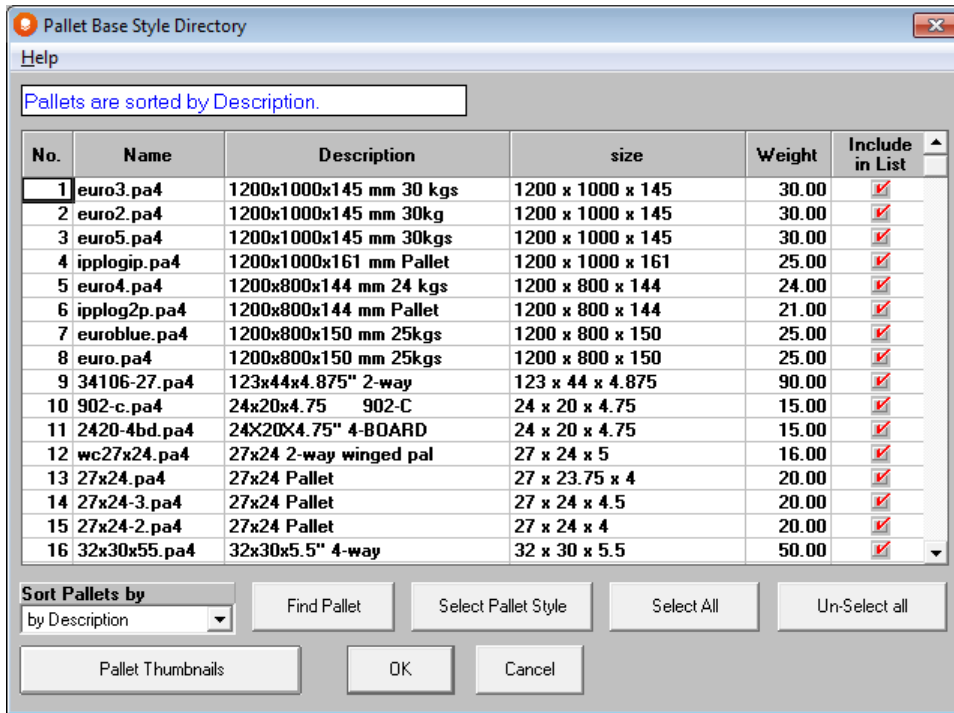 Pallet Base Style Directory
Help
Pallets are sorted by Description.
No. Name Description size Weight Include in List
1 euro3.pa4 1200x1000x145 mm 30 kgs 1200 x 1000 x 145 30.00
2 euro2.pa4 1200x1000x145 mm 30kg 1200 x 1000 x 145 30.00
3 euro5.pa4 1200x1000x145 mm 30kgs 1200 x 1000 x 145 30.00
4 ipplogip.pa4 1200x1000x161 mm Pallet 1200 x 1000 x 161 25.00
5 euro4.pa4 1200x800x144 mm 24 kgs 1200 x 800 x 144 24.00
6 ipplog2p.pa4 1200x800x144 mm Pallet 1200 x 800 x 144 21.00
7 euroblue.pa4 1200x800x150 mm 25kgs 1200 x 800 x 150 25.00
8 euro.pa4 1200x800x150 mm 25kgs 1200 x 800 x 150 25.00
9 34106-27.pa4 123x44x4.875" 2-way 123 x 44 x 4.875 90.00
10 902-c.pa4 24x20x4.75 902-C 24 x 20 x 4.75 15.00
11 2420-4bd.pa4 24X20X4.75" 4-BOARD 24 x 20 x 4.75 15.00
12 wc27x24.pa4 27x24 2-way winged pal 27 x 24 x 5 16.00
13 27x24.pa4 27x24 Pallet 27 x 23.75 x 4 20.00
14 27x24-3.pa4 27x24 Pallet 27 x 24 x 4.5 20.00
15 27x24-2.pa4 27x24 Pallet 27 x 24 x 4 20.00
16 32x30x55.pa4 32x30x5.5" 4-way 32 x 30 x 5.5 50.00
Sort Pallets by
by Description
Find Pallet Select Pallet Style Select All Un-Select all
Pallet Thumbnails OK Cancel